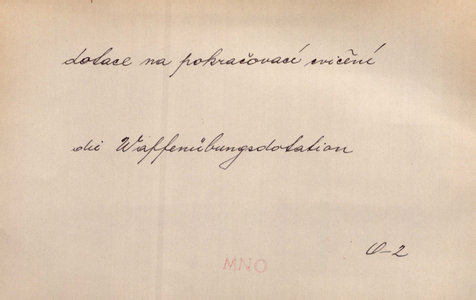 dotace na pokračovací cvičení
die Waffenübungsdotation
O-2
MNO